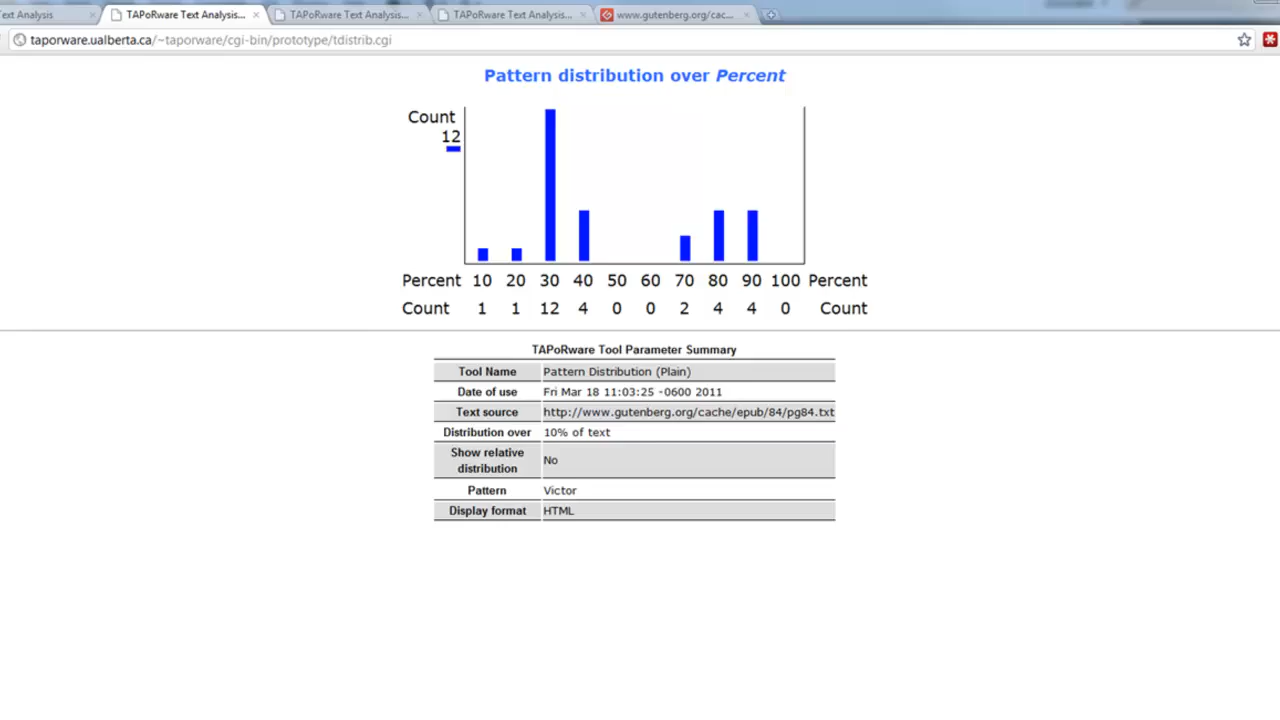 ext Analysis
TAPoRware Text Analysis...
TAPoRware Text Analysis...
TAPoRware Text Analysis...
www.gutenberg.org/cac...
taporware.ualberta.ca/~taporware/cgi-bin/prototype/tdistrib.cgi
Pattern distribution over Percent
Count
12
Percent 10 20 30 40 50 60 70 80 90 100 Percent
Count 1 1 12 4 0 0 2 4 4 0 Count
TAPoRware Tool Parameter Summary
Tool Name Pattern Distribution (Plain)
Date of use Fri Mar 18 11:03:25 -0600 2011
Text source http://www.gutenberg.org/cache/epub/84/pg84.txt
Distribution over 10% of text
Show relative
distribution No
Pattern Victor
Display format HTML